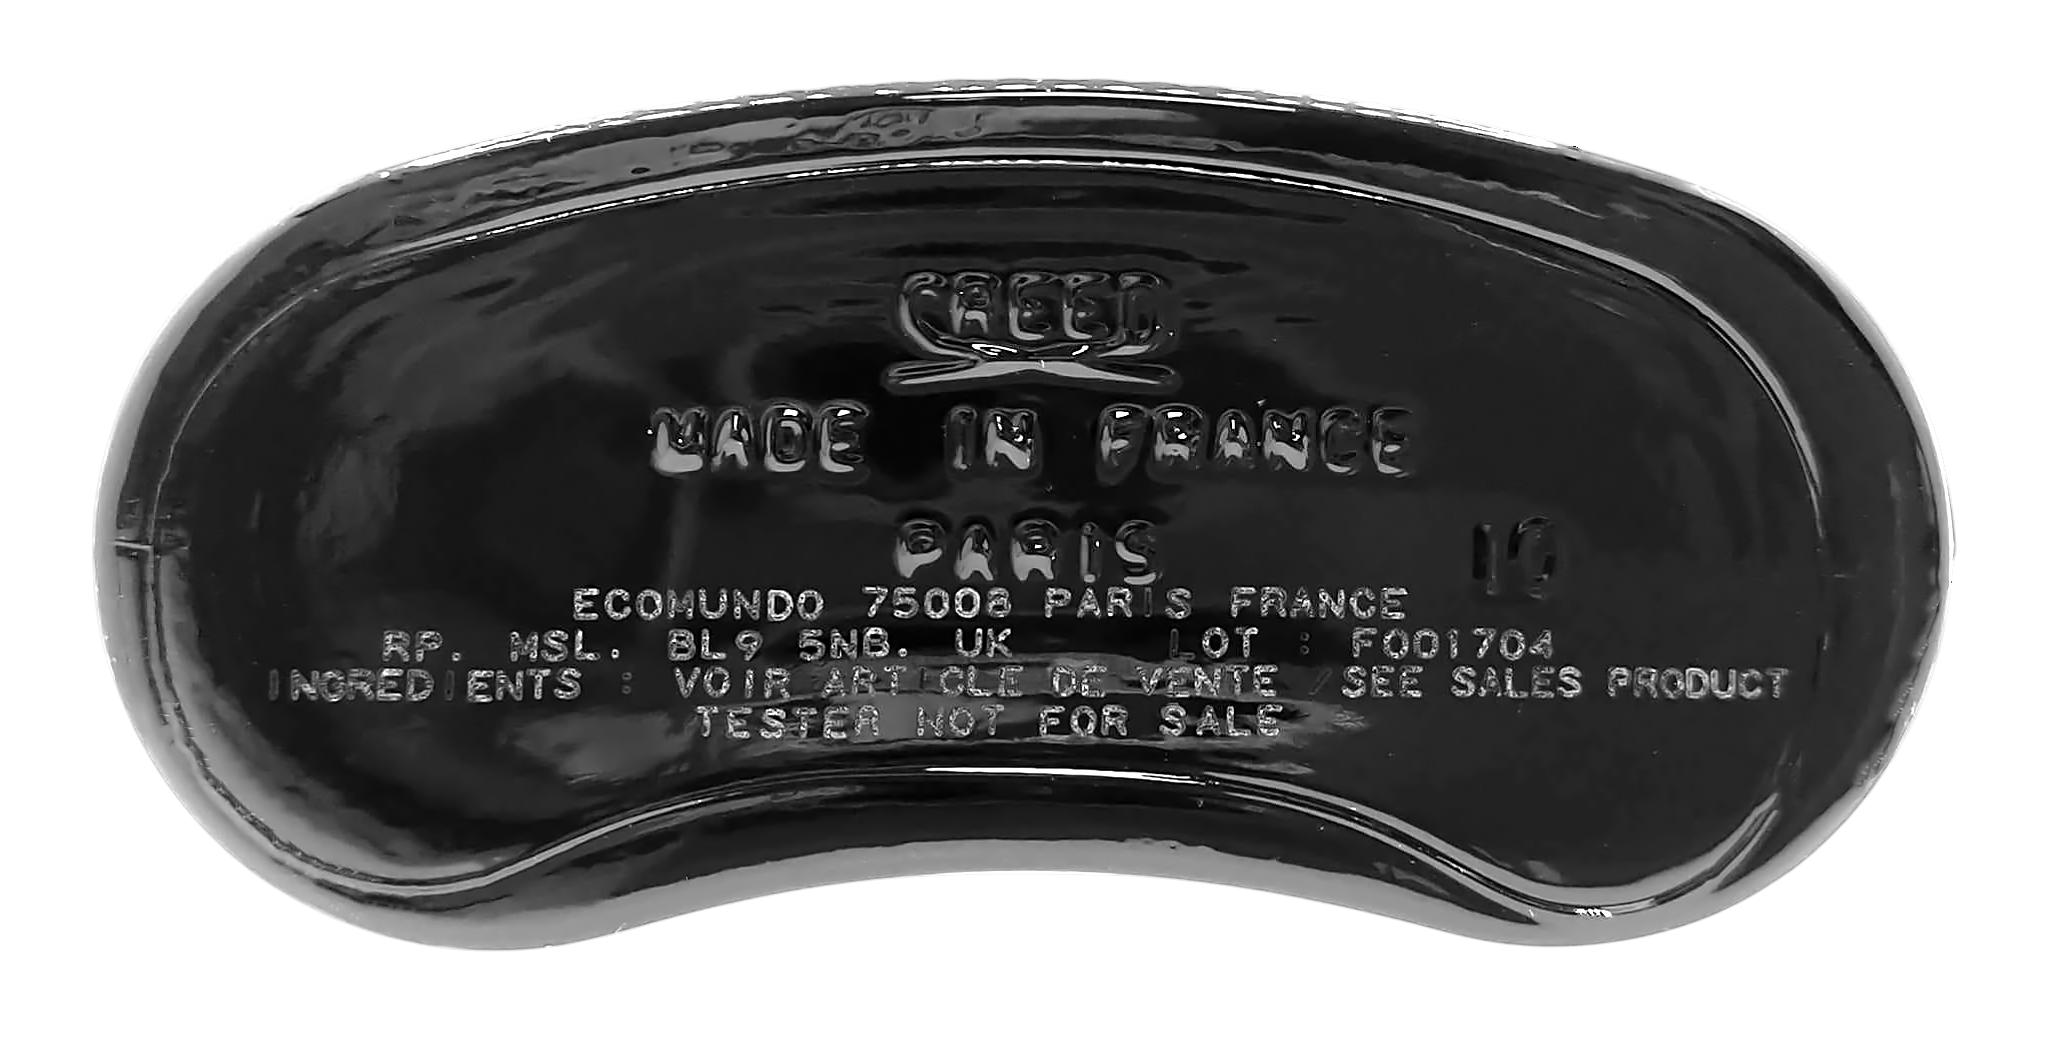 CREED
MADE IN FRANCE
PARIS
10
ECOMUNDO 75008 PARIS FRANCE
RP. MSL. BL9 5NB. UK LOT : F001704
INGREDIENTS : VOIR ARTICLE DE VENTE / SEE SALES PRODUCT
TESTER NOT FOR SALE